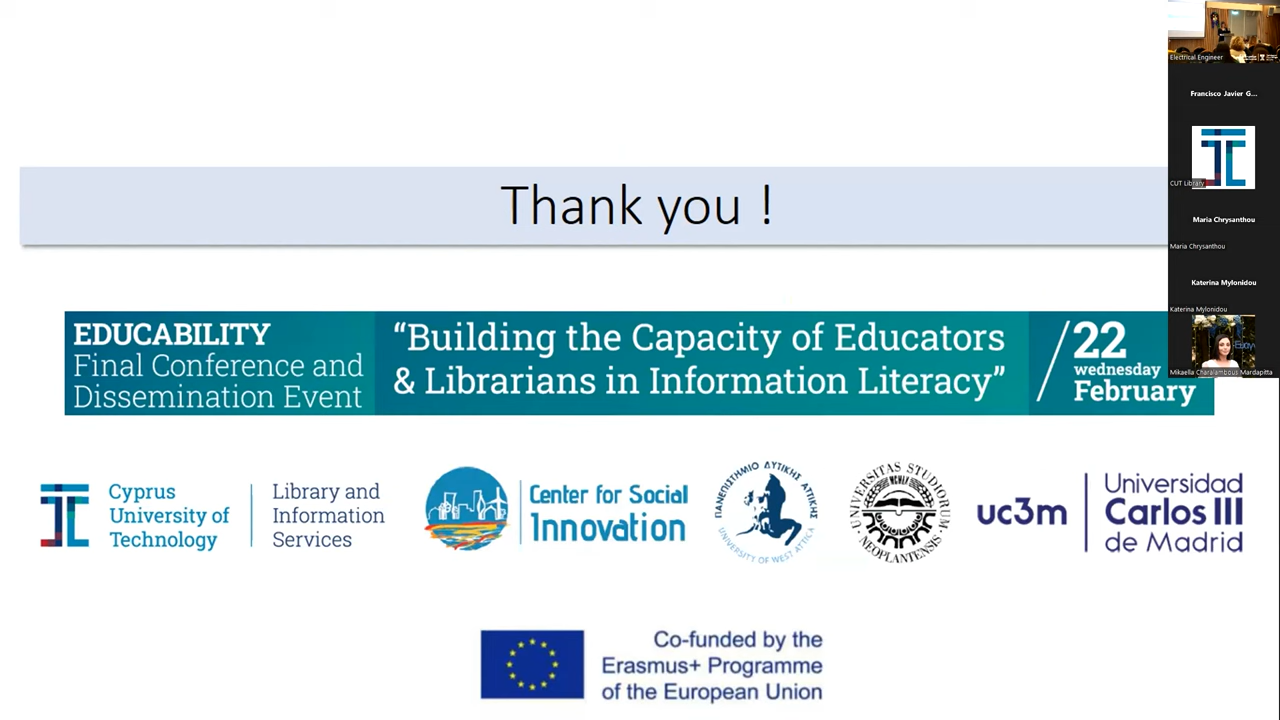 Thank you !
EDUCABILITY
Final Conference and
Dissemination Event
“Building the Capacity of Educators
& Librarians in Information Literacy”
22
wednesday
February
Cyprus
University of
Technology
Library and
Information
Services
Center for Social
Innovation
ΠΑΝΕΠΙΣΤΗΜΙΟ ΔΥΤΙΚΗΣ ΑΤΤΙΚΗΣ
UNIVERSITY OF WEST ATTICA
UNIVERSITAS STUDIORUM
NEOPLANTENSIS
uc3m
Universidad
Carlos III
de Madrid
Co-funded by the
Erasmus+ Programme
of the European Union
Electrical Engineer
Francisco Javier G...
CUT Library
Maria Chrysanthou
Maria Chrysanthou
Katerina Mylonidou
Katerina Mylonidou
Mikaella Charalambous Mardapitta